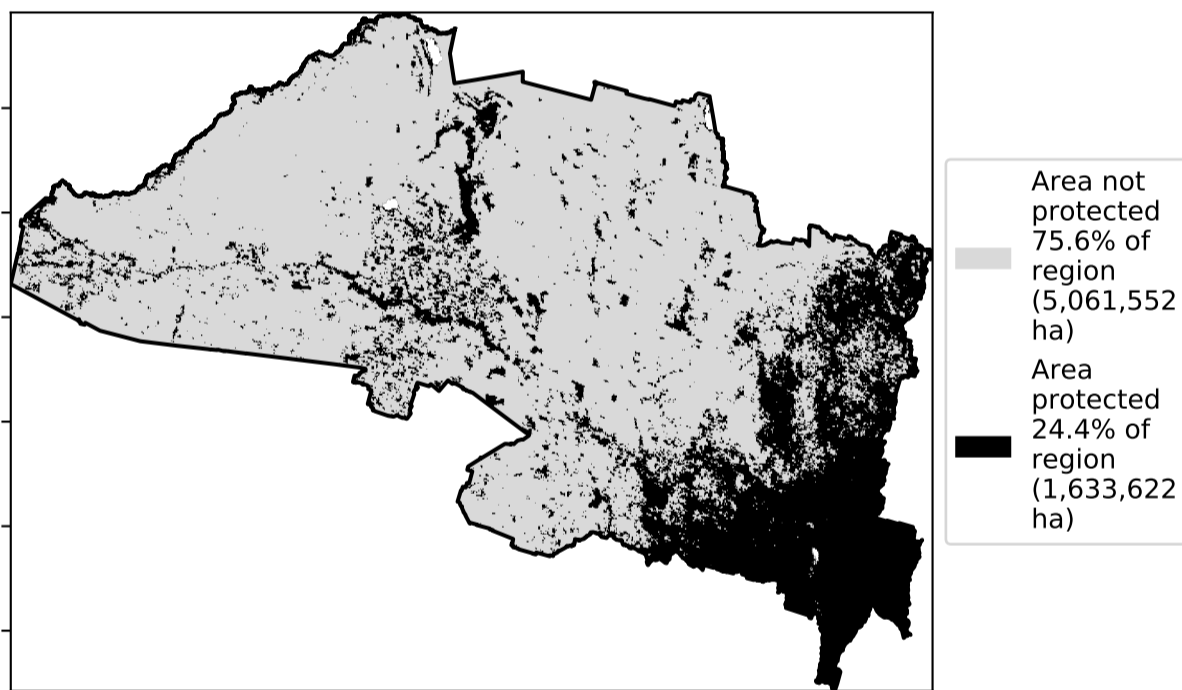 Area not
protected
75.6% of
region
(5,061,552
ha)
Area
protected
24.4% of
region
(1,633,622
ha)